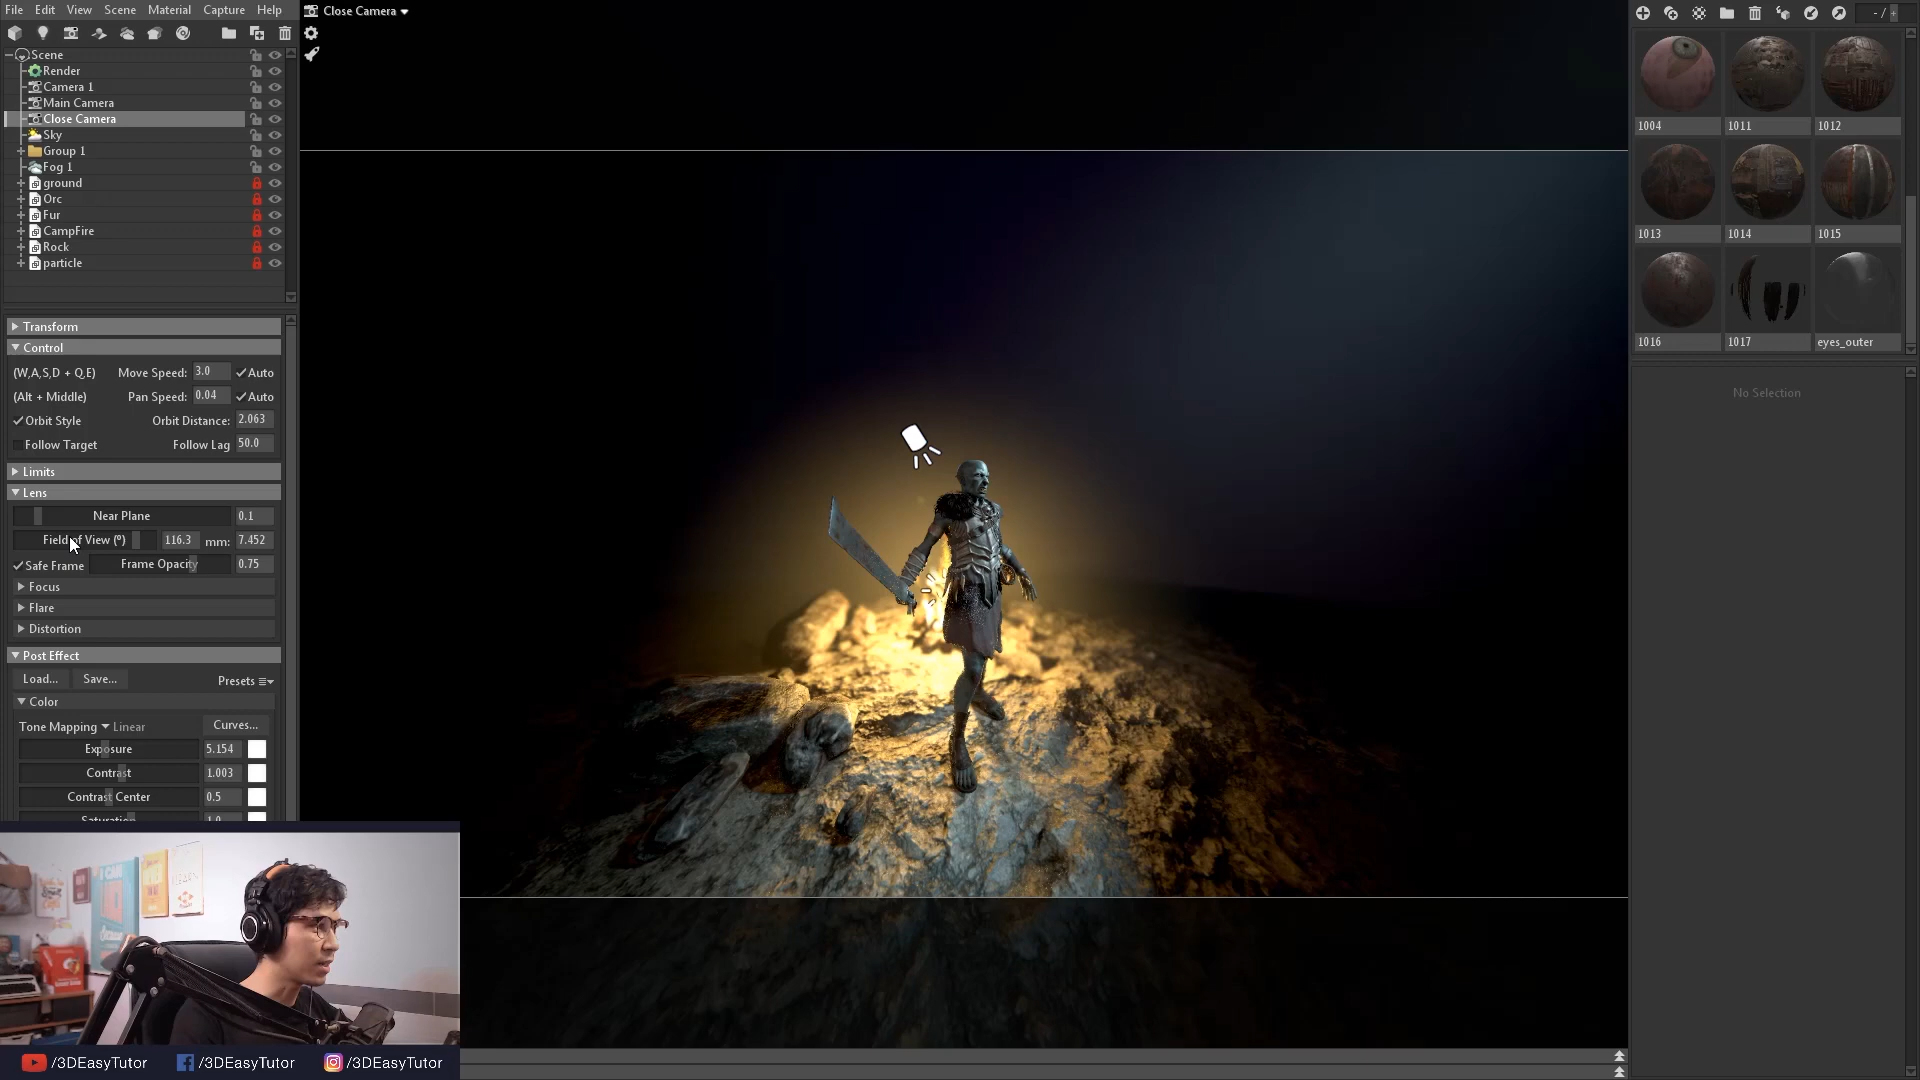 File Edit View Scene Material Capture Help
Scene
Render
Camera 1
Main Camera
Close Camera
Sky
Group 1
Fog 1
ground
Orc
Fur
CampFire
Rock
particle
Transform
Control
(W,A,S,D + Q,E) Move Speed: 3.0 Auto
(Alt + Middle) Pan Speed: 0.04 Auto
Orbit Style Orbit Distance: 2.063
Follow Target Follow Lag 50.0
Limits
Lens
Near Plane 0.1
Field of View (º) 116.3 mm: 7.452
Safe Frame Frame Opacity 0.75
Focus
Flare
Distortion
Post Effect
Load... Save... Presets
Color
Tone Mapping Linear Curves...
Exposure 5.154
Contrast 1.003
Contrast Center 0.5
Saturation 1.0
Close Camera
- / +
1004 1011 1012
1013 1014 1015
1016 1017 eyes_outer
No Selection
I CAN
/3DEasyTutor /3DEasyTutor /3DEasyTutor